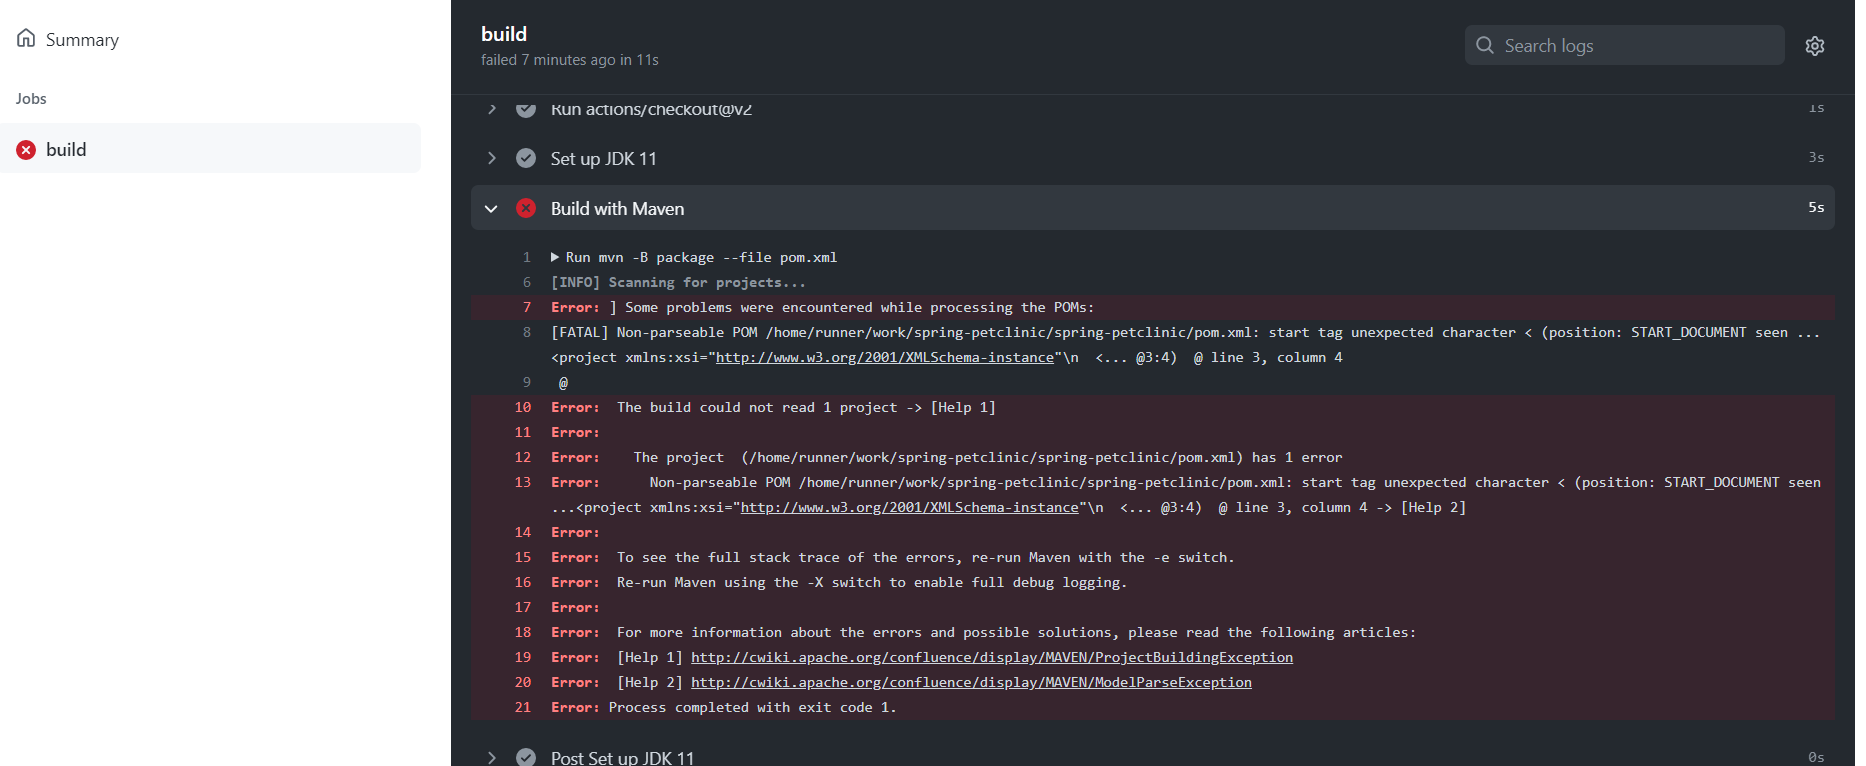 Summary
Jobs
build
build
failed 7 minutes ago in 11s
Search logs
Run actions/checkout@v2 1s
Set up JDK 11 3s
Build with Maven 5s
1 Run mvn -B package --file pom.xml
6 [INFO] Scanning for projects...
7 Error: ] Some problems were encountered while processing the POMs:
8 [FATAL] Non-parseable POM /home/runner/work/spring-petclinic/spring-petclinic/pom.xml: start tag unexpected character < (position: START_DOCUMENT seen ...
<project xmlns:xsi="http://www.w3.org/2001/XMLSchema-instance"\n  <... @3:4)  @ line 3, column 4
9 @
10 Error:  The build could not read 1 project -> [Help 1]
11 Error:
12 Error:    The project  (/home/runner/work/spring-petclinic/spring-petclinic/pom.xml) has 1 error
13 Error:      Non-parseable POM /home/runner/work/spring-petclinic/spring-petclinic/pom.xml: start tag unexpected character < (position: START_DOCUMENT seen
...<project xmlns:xsi="http://www.w3.org/2001/XMLSchema-instance"\n  <... @3:4)  @ line 3, column 4 -> [Help 2]
14 Error:
15 Error:  To see the full stack trace of the errors, re-run Maven with the -e switch.
16 Error:  Re-run Maven using the -X switch to enable full debug logging.
17 Error:
18 Error:  For more information about the errors and possible solutions, please read the following articles:
19 Error:  [Help 1] http://cwiki.apache.org/confluence/display/MAVEN/ProjectBuildingException
20 Error:  [Help 2] http://cwiki.apache.org/confluence/display/MAVEN/ModelParseException
21 Error: Process completed with exit code 1.
Post Set up JDK 11 0s